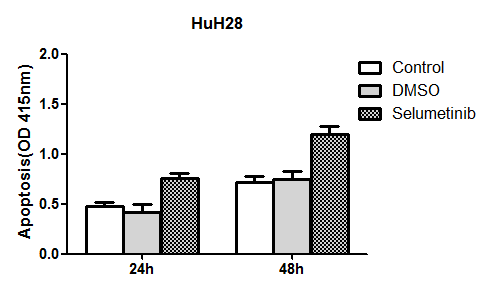 HuH28
Apoptosis(OD 415nm)
2.0
1.5
1.0
0.5
0.0
24h
48h
Control
DMSO
Selumetinib